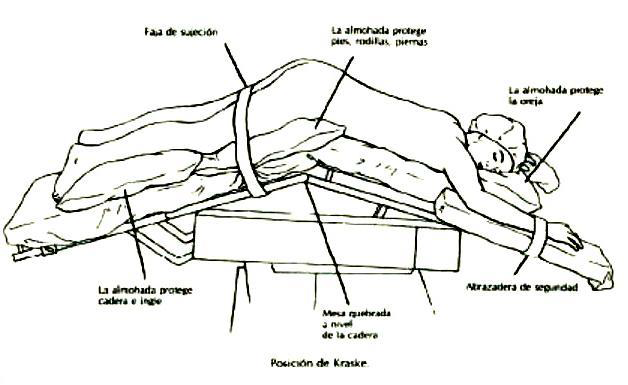 Faja de sujeción
La almohada protege
pies, rodillas, piernas
La almohada protege
la oreja
La almohada protege
cadera e ingle
Mesa quebrada
a nivel
de la cadera
Abrazadera de seguridad
Posición de Kraske.